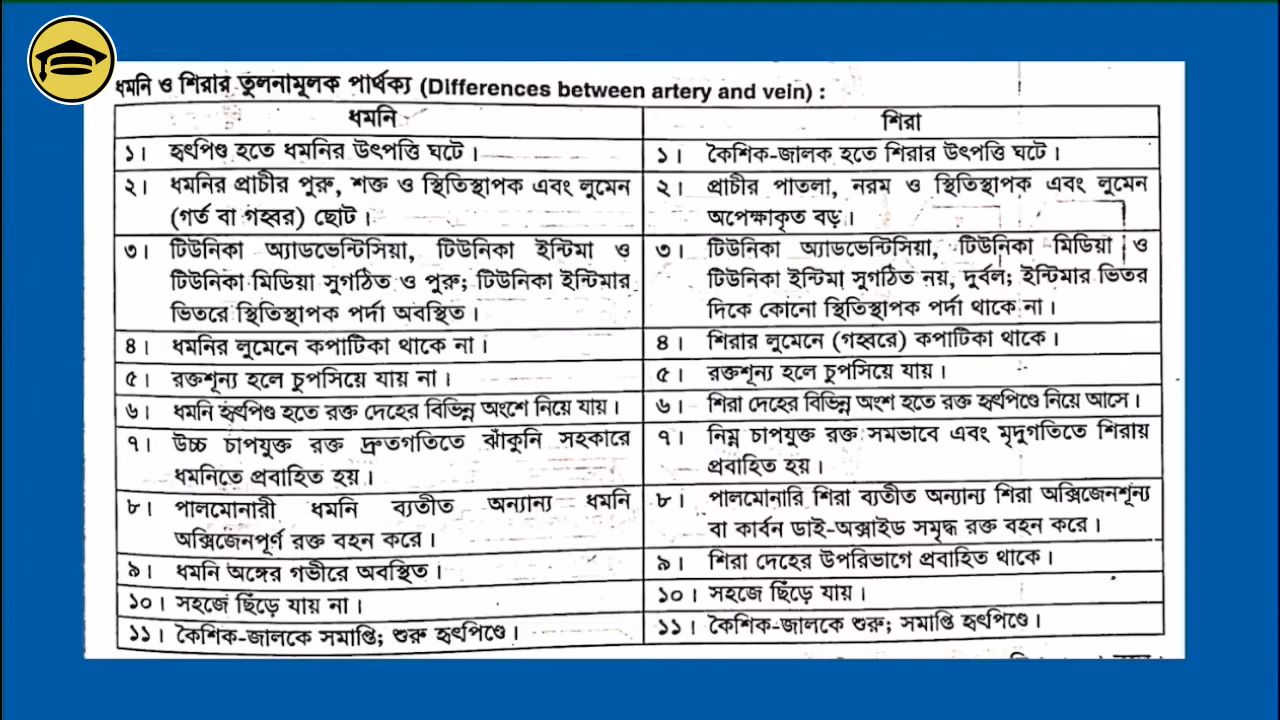 ধমনি ও শিরার তুলনামূলক পার্থক্য (Differences between artery and vein) :
ধমনি
শিরা
১। হৃৎপিণ্ড হতে ধমনির উৎপত্তি ঘটে।
১। কৈশিক-জালক হতে শিরার উৎপত্তি ঘটে।
২। ধমনির প্রাচীর পুরু, শক্ত ও স্থিতিস্থাপক এবং লুমেন
(গর্ত বা গহ্বর) ছোট।
২। প্রাচীর পাতলা, নরম ও স্থিতিস্থাপক এবং লুমেন
অপেক্ষাকৃত বড়।
৩। টিউনিকা অ্যাডভেন্টিসিয়া, টিউনিকা ইন্টিমা ও
টিউনিকা মিডিয়া সুগঠিত ও পুরু; টিউনিকা ইন্টিমার
ভিতরে স্থিতিস্থাপক পর্দা অবস্থিত।
৩। টিউনিকা অ্যাডভেন্টিসিয়া, টিউনিকা মিডিয়া ও
টিউনিকা ইন্টিমা সুগঠিত নয়, দুর্বল; ইন্টিমার ভিতর
দিকে কোনো স্থিতিস্থাপক পর্দা থাকে না।
৪। ধমনির লুমেনে কপাটিকা থাকে না।
৪। শিরার লুমেনে (গহ্বরে) কপাটিকা থাকে।
৫। রক্তশূন্য হলে চুপসিয়ে যায় না।
৫। রক্তশূন্য হলে চুপসিয়ে যায়।
৬। ধমনি হৃৎপিণ্ড হতে রক্ত দেহের বিভিন্ন অংশে নিয়ে যায়।
৬। শিরা দেহের বিভিন্ন অংশ হতে রক্ত হৃৎপিণ্ডে নিয়ে আসে।
৭। উচ্চ চাপযুক্ত রক্ত দ্রুতগতিতে ঝাঁকুনি সহকারে
ধমনিতে প্রবাহিত হয়।
৭। নিম্ন চাপযুক্ত রক্ত সমভাবে এবং মৃদুগতিতে শিরায়
প্রবাহিত হয়।
৮। পালমোনারী ধমনি ব্যতীত অন্যান্য ধমনি
অক্সিজেনপূর্ণ রক্ত বহন করে।
৮। পালমোনারি শিরা ব্যতীত অন্যান্য শিরা অক্সিজেনশূন্য
বা কার্বন ডাই-অক্সাইড সমৃদ্ধ রক্ত বহন করে।
৯। ধমনি অঙ্গের গভীরে অবস্থিত।
৯। শিরা দেহের উপরিভাগে প্রবাহিত থাকে।
১০। সহজে ছিঁড়ে যায় না।
১০। সহজে ছিঁড়ে যায়।
১১। কৈশিক-জালকে সমাপ্তি; শুরু হৃৎপিণ্ডে।
১১। কৈশিক-জালকে শুরু; সমাপ্তি হৃৎপিণ্ডে।